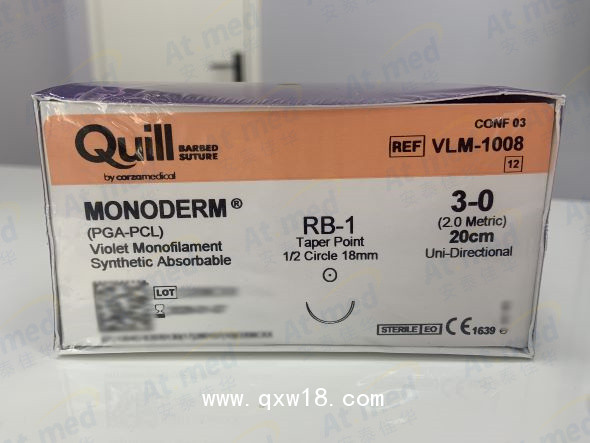 CONF 03
Quill BARBED SUTURE
by corzamedical
REF VLM-1008
12
MONODERM®
(PGA-PCL)
Violet Monofilament
Synthetic Absorbable
LOT
RB-1
Taper Point
1/2 Circle 18mm
3-0
(2.0 Metric)
20cm
Uni-Directional
STERILE EO CE 1639
www.qxw18.com
At med